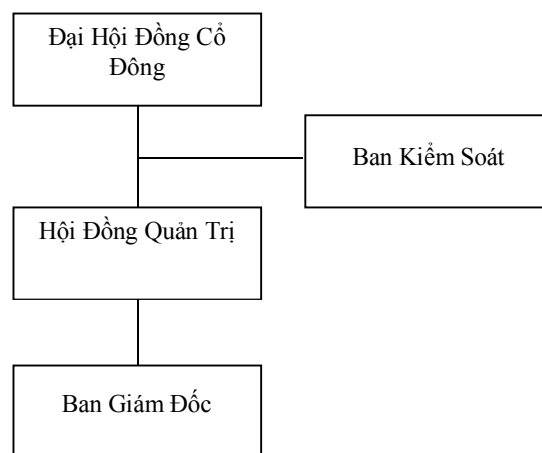 Đại Hội Đồng Cổ
Đông
Ban Kiểm Soát
Hội Đồng Quản Trị
Ban Giám Đốc